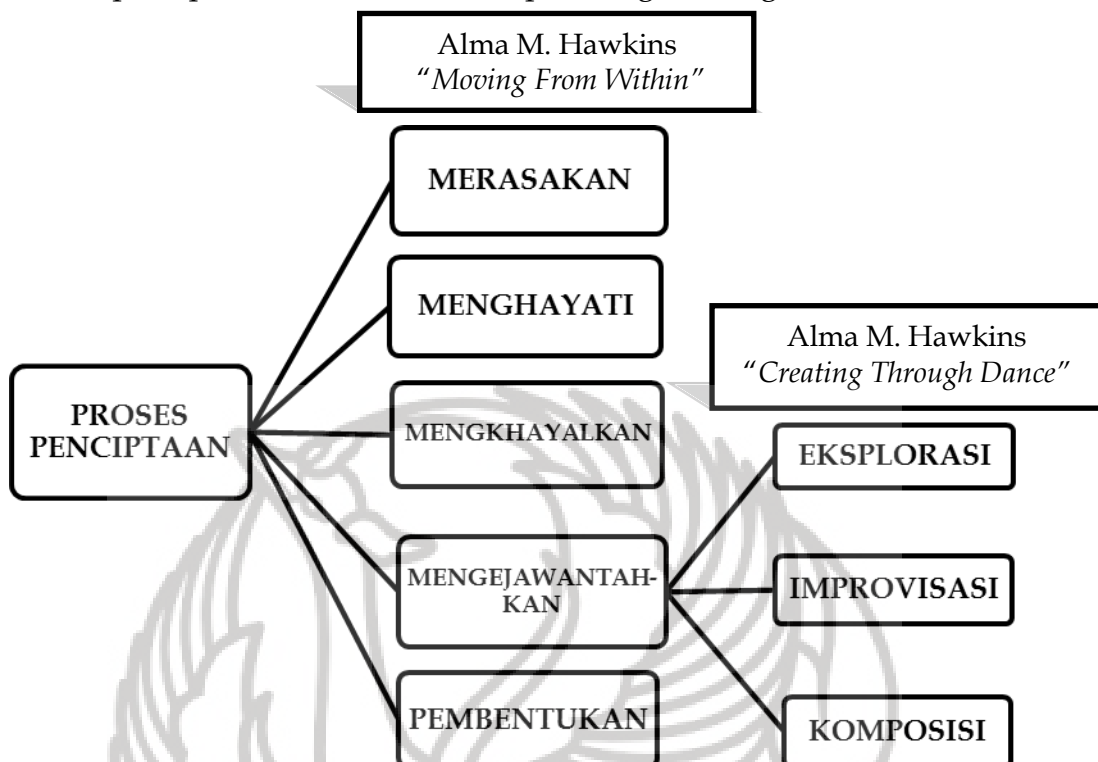 Alma M. Hawkins
“Moving From Within”
MERASAKAN
MENGHAYATI
Alma M. Hawkins
“Creating Through Dance”
PROSES
PENCIPTAAN
MENGKHAYALKAN
EKSPLORASI
MENGEJAWANTAH-
KAN
IMPROVISASI
PEMBENTUKAN
KOMPOSISI